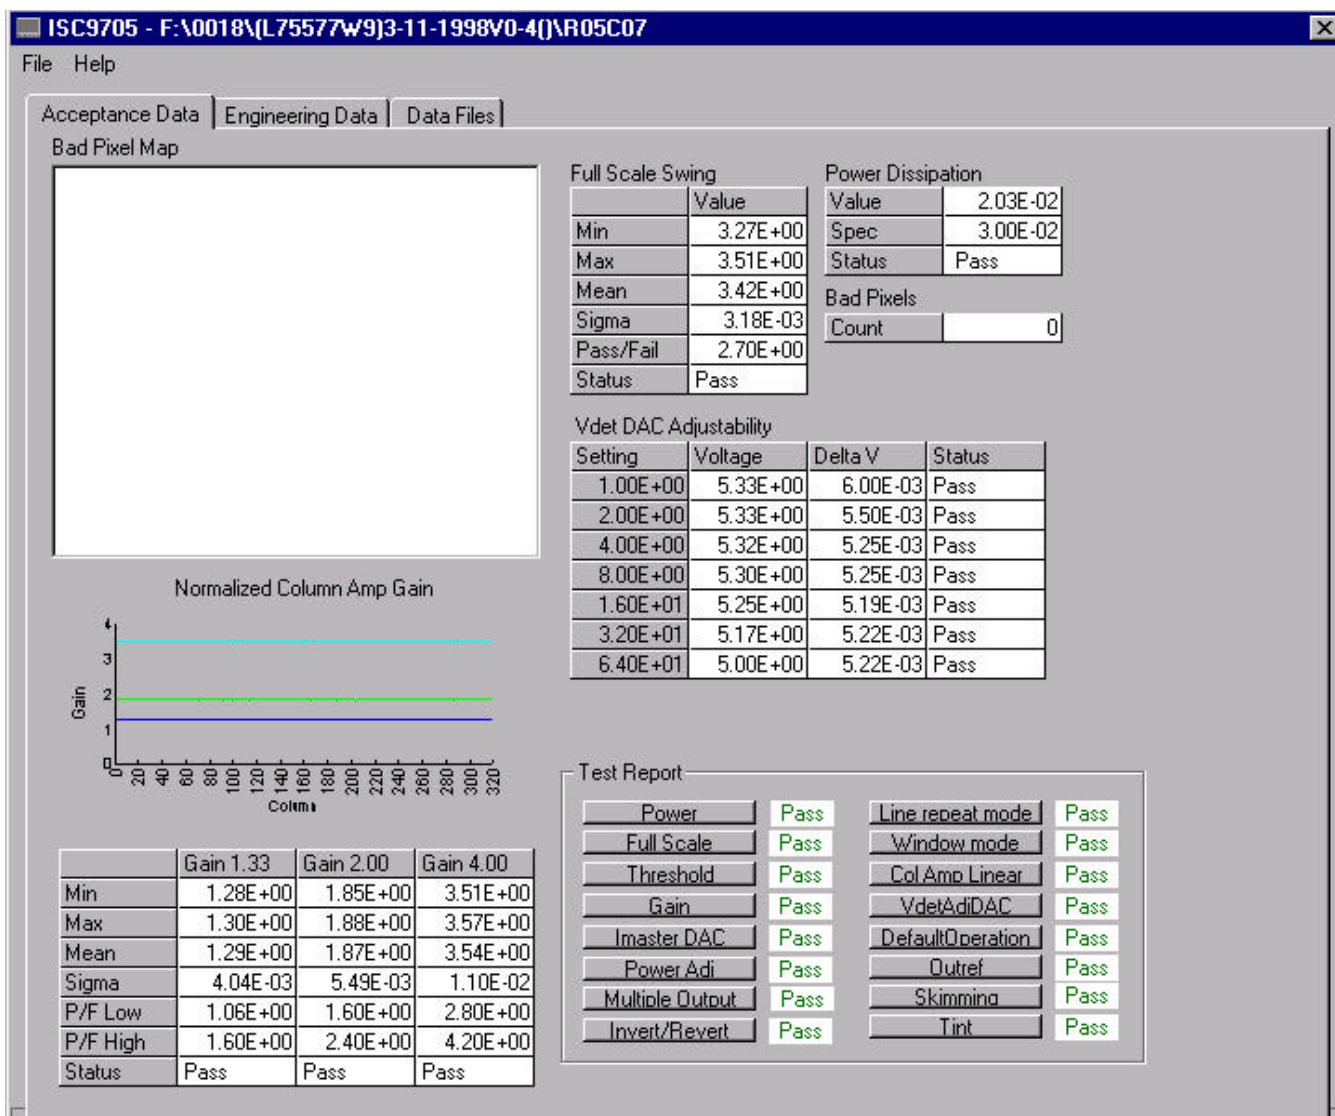 ISC9705 - F:\0018\(L75577W9)3-11-1998V0-4()\R05C07
File Help
Acceptance Data Engineering Data Data Files
Bad Pixel Map
Full Scale Swing
Value
Min 3.27E+00
Max 3.51E+00
Mean 3.42E+00
Sigma 3.18E-03
Pass/Fail 2.70E+00
Status Pass
Power Dissipation
Value 2.03E-02
Spec 3.00E-02
Status Pass
Bad Pixels
Count 0
Vdet DAC Adjustability
Setting Voltage Delta V Status
1.00E+00 5.33E+00 6.00E-03 Pass
2.00E+00 5.33E+00 5.50E-03 Pass
4.00E+00 5.32E+00 5.25E-03 Pass
8.00E+00 5.30E+00 5.25E-03 Pass
1.60E+01 5.25E+00 5.19E-03 Pass
3.20E+01 5.17E+00 5.22E-03 Pass
6.40E+01 5.00E+00 5.22E-03 Pass
Normalized Column Amp Gain
4
3
2
1
0
Gain
0 20 40 60 80 100 120 140 160 180 200 220 240 260 280 300 320
Column
Gain 1.33 Gain 2.00 Gain 4.00
Min 1.28E+00 1.85E+00 3.51E+00
Max 1.30E+00 1.88E+00 3.57E+00
Mean 1.29E+00 1.87E+00 3.54E+00
Sigma 4.04E-03 5.49E-03 1.10E-02
P/F Low 1.06E+00 1.60E+00 2.80E+00
P/F High 1.60E+00 2.40E+00 4.20E+00
Status Pass Pass Pass
Test Report
Power Pass Line repeat mode Pass
Full Scale Pass Window mode Pass
Threshold Pass Col.Amp Linear Pass
Gain Pass VdetAdjDAC Pass
Imaster DAC Pass DefaultOperation Pass
Power Adj Pass Outref Pass
Multiple Output Pass Skimming Pass
Invert/Revert Pass Tint Pass